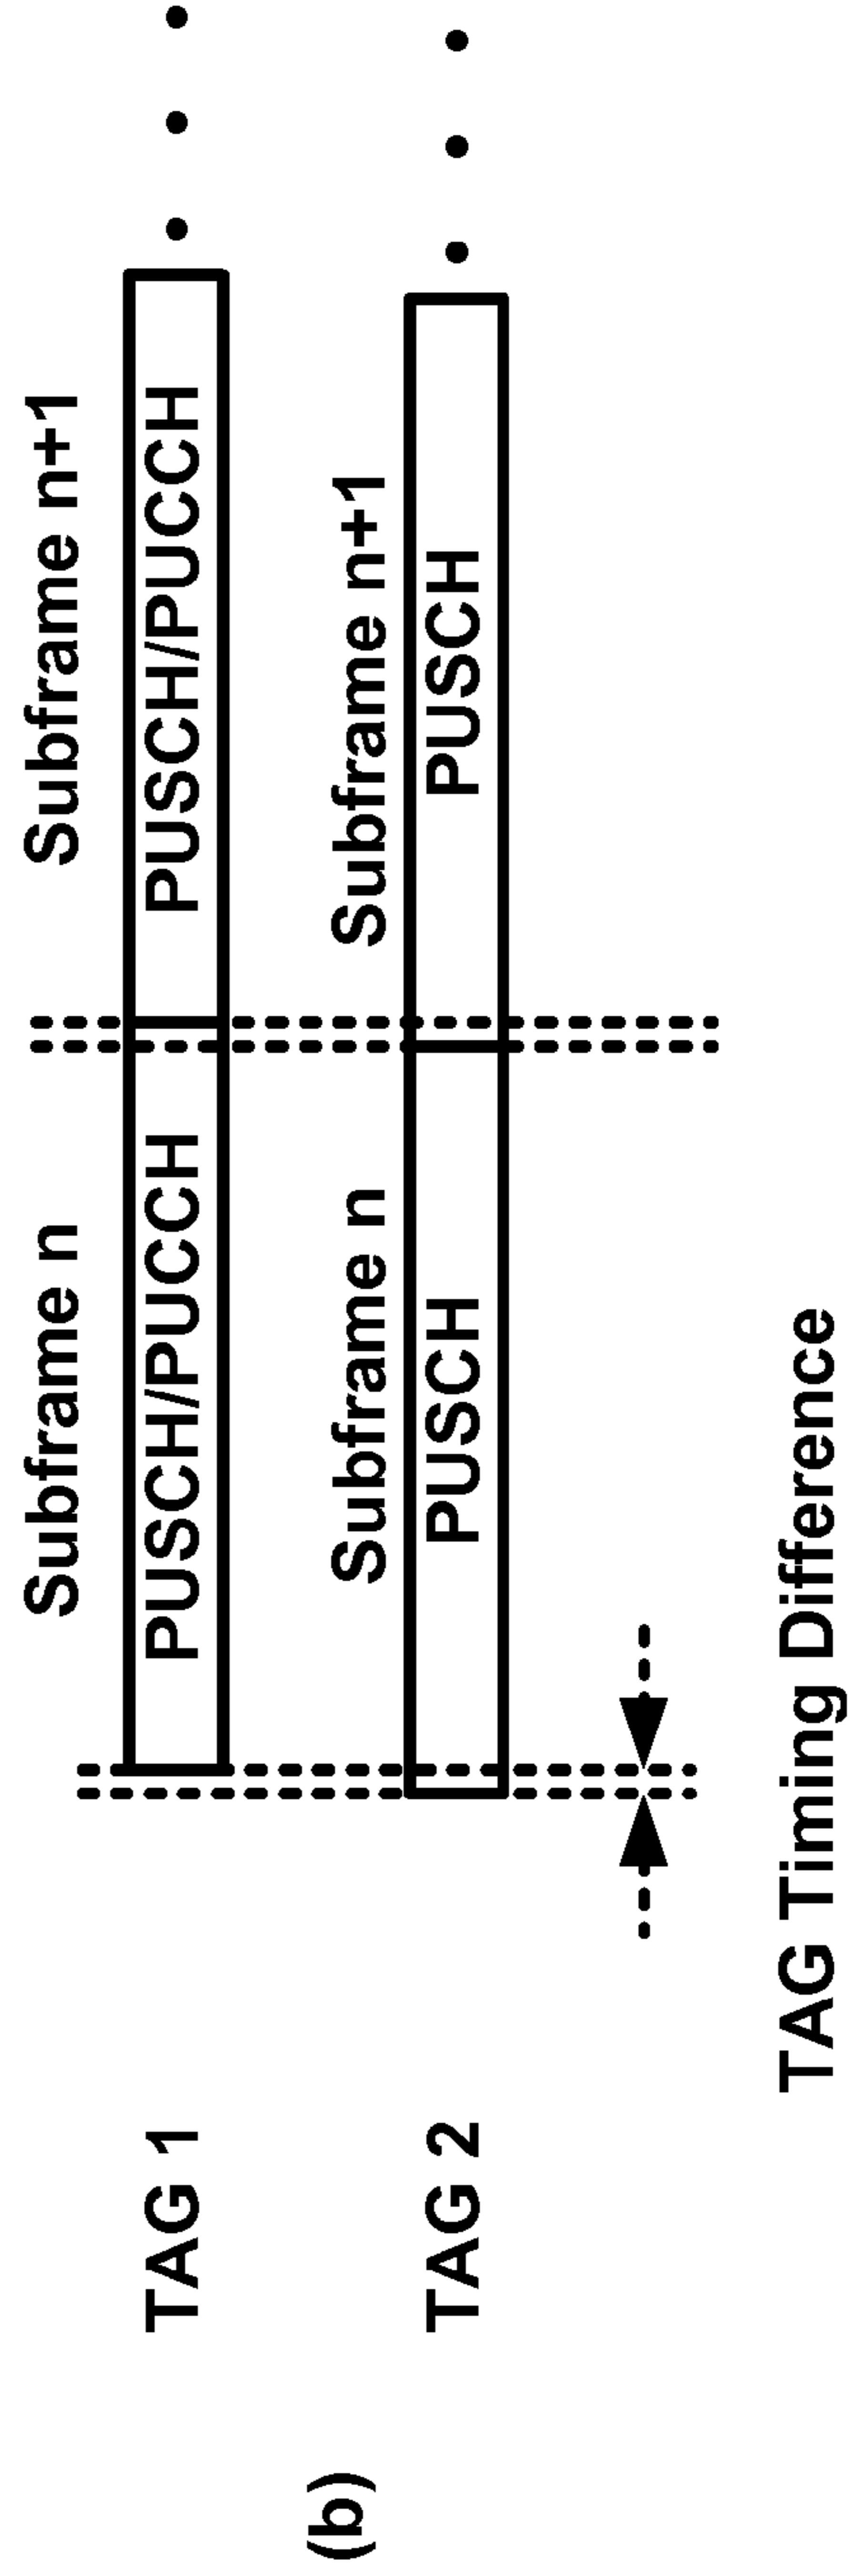 (b)
Subframe n
Subframe n+1
TAG 1
PUSCH/PUCCH
PUSCH/PUCCH
Subframe n
Subframe n+1
TAG 2
PUSCH
PUSCH
TAG Timing Difference